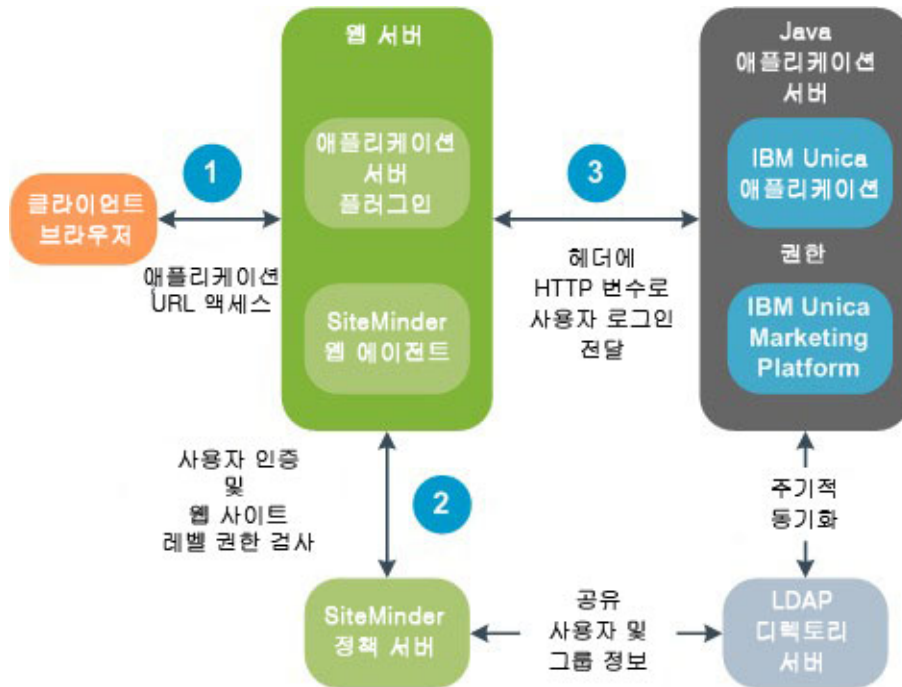 웹 서버
애플리케이션
서버
플러그인
SiteMinder
웹 에이전트
Java
애플리케이션
서버
IBM Unica
애플리케이션
권한
IBM Unica
Marketing
Platform
클라이언트
브라우저
1
애플리케이션
URL 액세스
3
헤더에
HTTP 변수로
사용자 로그인
전달
사용자 인증
및
웹 사이트
레벨 권한 검사
2
주기적
동기화
SiteMinder
정책 서버
공유
사용자 및
그룹 정보
LDAP
디렉토리
서버